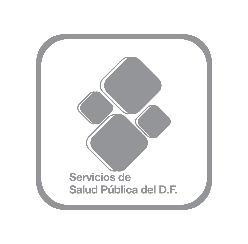 Servicios de
Salud Pública del D.F.